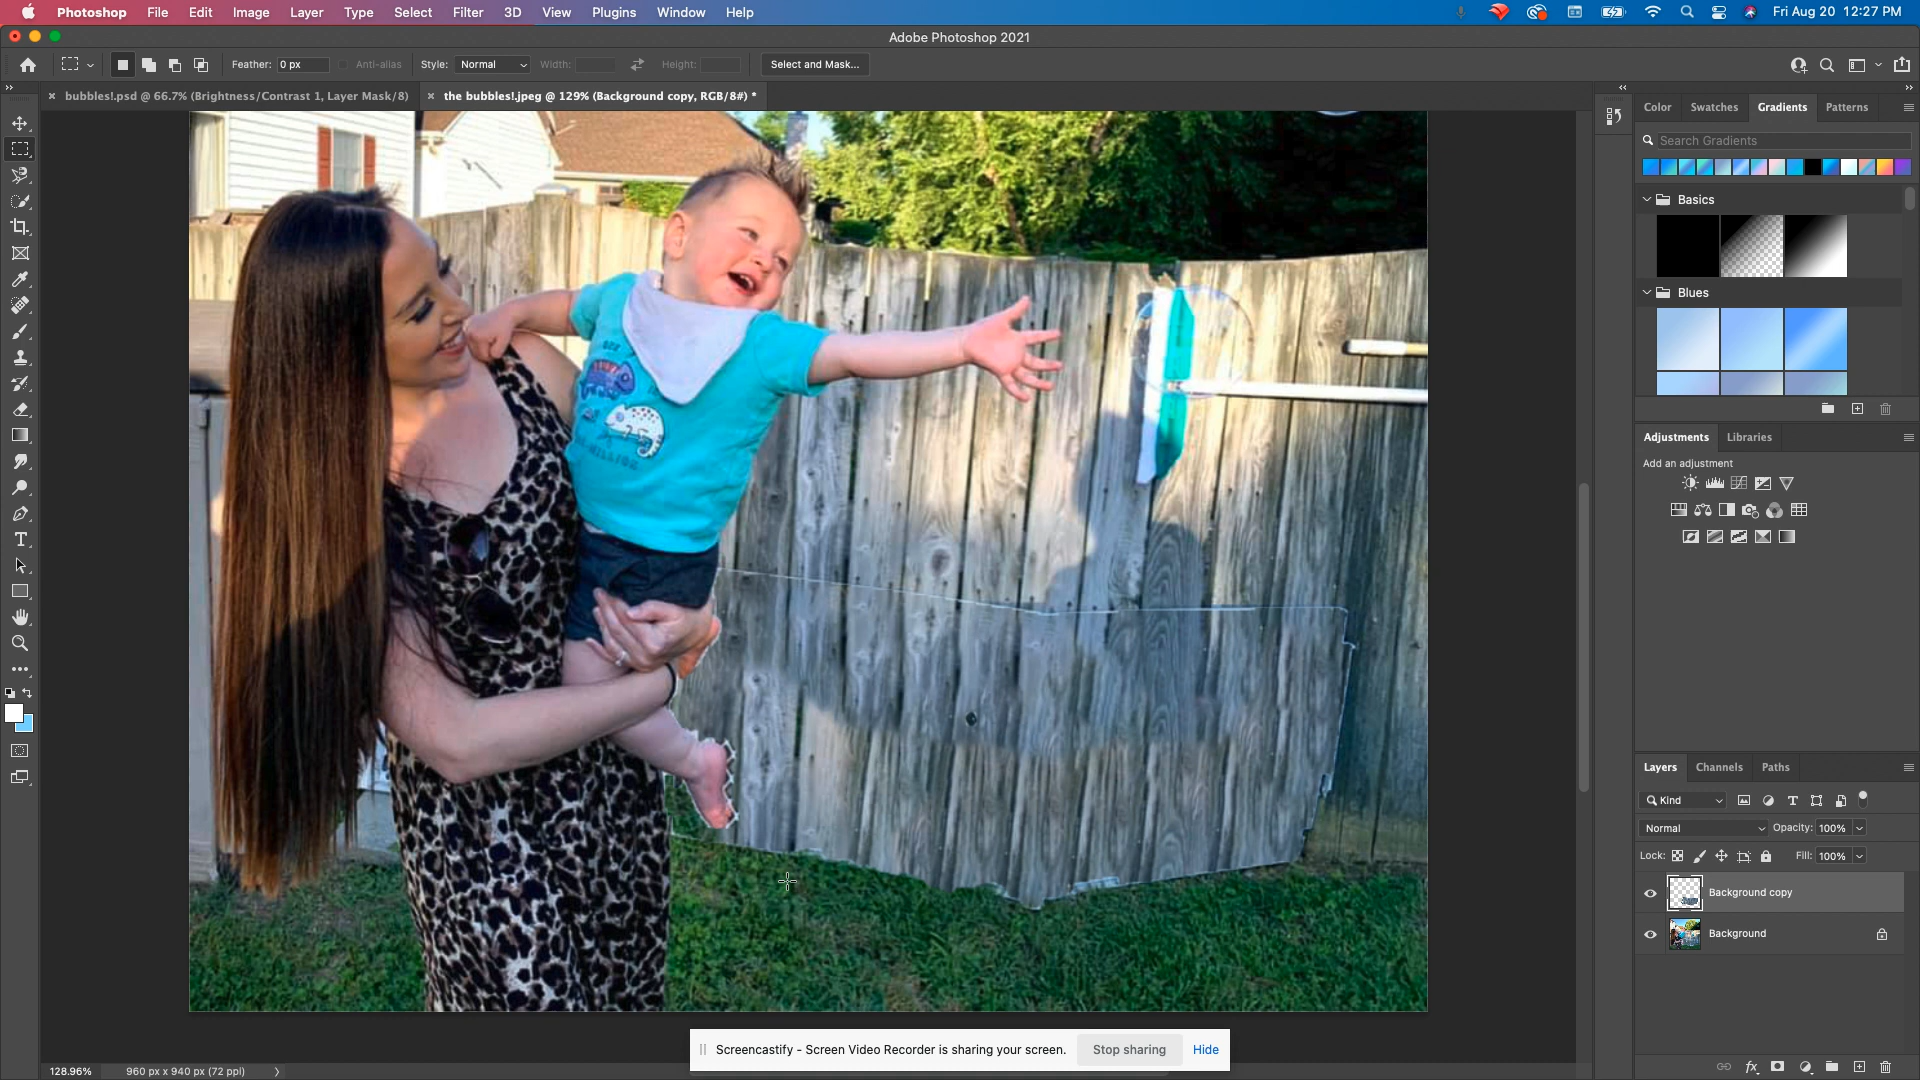 Photoshop File Edit Image Layer Type Select Filter 3D View Plugins Window Help Fri Aug 20 12:27 PM
Adobe Photoshop 2021
Feather: 0 px Anti-alias Style: Normal Width: Height: Select and Mask...
bubbles!.psd @ 66.7% (Brightness/Contrast 1, Layer Mask/8) the bubbles!.jpeg @ 129% (Background copy, RGB/8#) *
Color Swatches Gradients Patterns
Search Gradients
Basics
Blues
MILLION
Adjustments Libraries
Add an adjustment
Layers Channels Paths
Kind
Normal Opacity: 100%
Lock: Fill: 100%
Background copy
Background
Screencastify - Screen Video Recorder is sharing your screen. Stop sharing Hide
128.96% 960 px x 940 px (72 ppi)